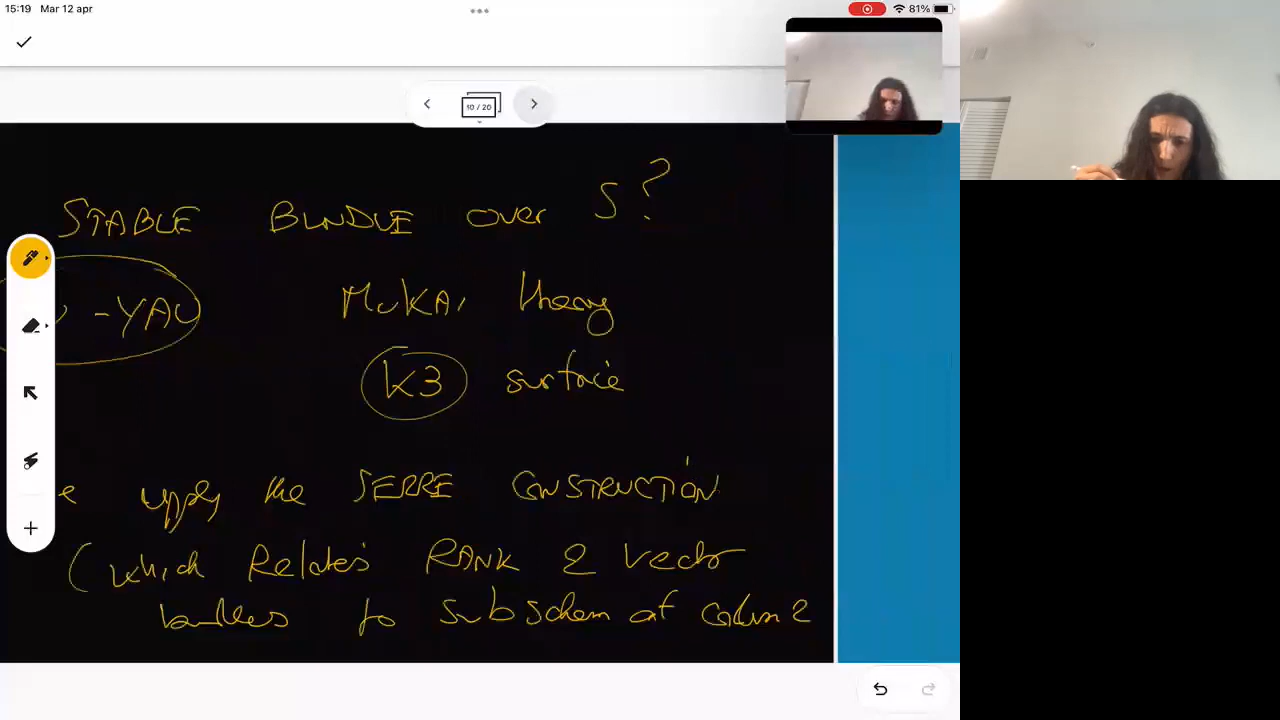 15:19 Mar 12 apr
81%
10 / 20
STABLE BUNDLE over S?
-YAU MUKAI theory
K3 surface
e apply the SERRE CONSTRUCTION
(which Relates RANK 2 vector
bundles to subschem of codim 2